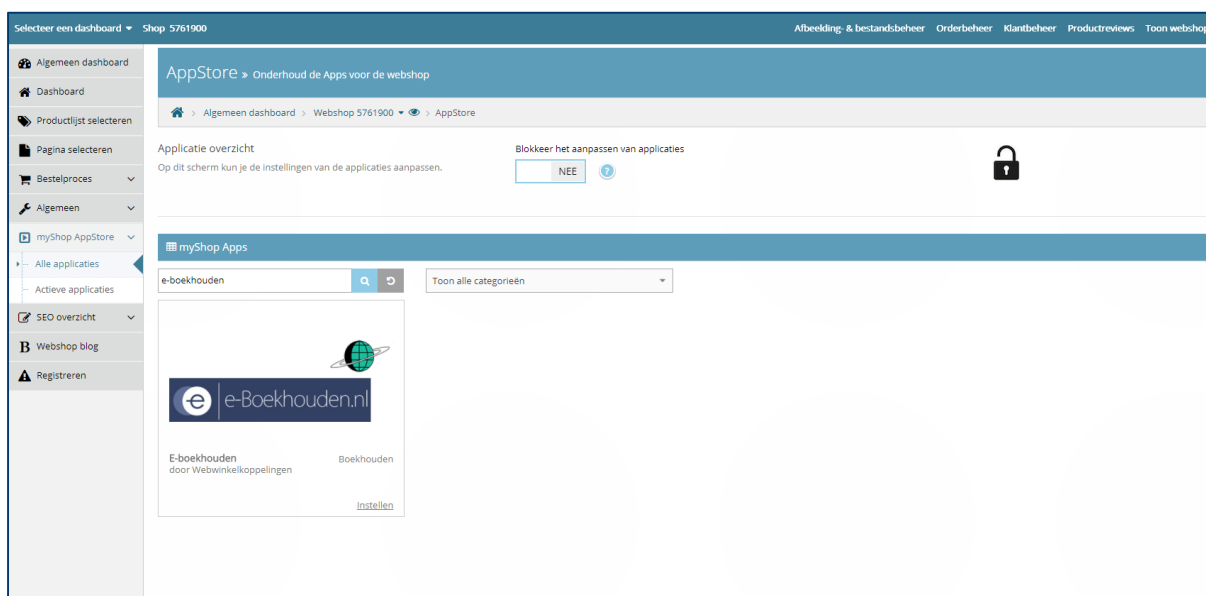 Selecteer een dashboard Shop 5761900 Afbeelding- & bestandsbeheer Orderbeheer Klantbeheer Productreviews Toon webshop
Algemeen dashboard
Dashboard
Productlijst selecteren
Pagina selecteren
Bestelproces
Algemeen
myShop AppStore
Alle applicaties
Actieve applicaties
SEO overzicht
Webshop blog
Registreren
AppStore » Onderhoud de Apps voor de webshop
> Algemeen dashboard > Webshop 5761900 > AppStore
Applicatie overzicht
Op dit scherm kun je de instellingen van de applicaties aanpassen.
Blokkeer het aanpassen van applicaties
NEE ?
myShop Apps
e-boekhouden
Toon alle categorieën
e e-Boekhouden.nl
E-boekhouden Boekhouden
door Webwinkelkoppelingen
Instellen